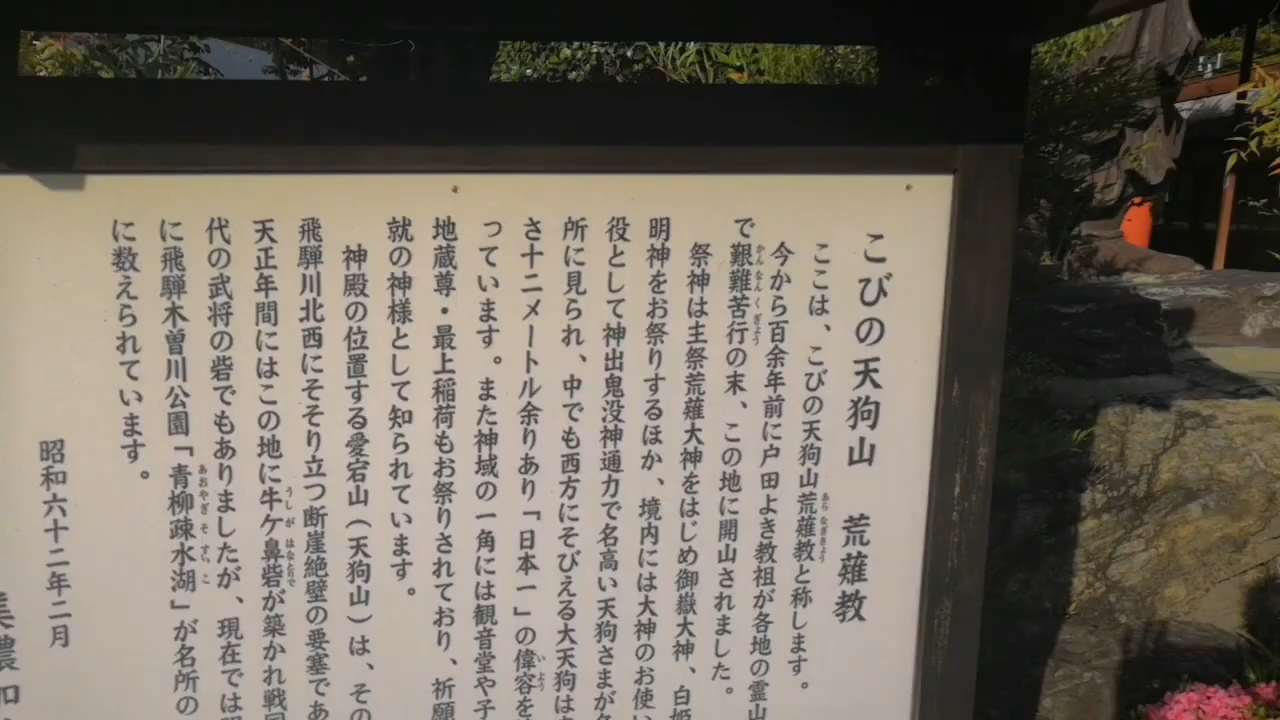 こびの天狗山　荒薙教
ここは、こびの天狗山荒薙教と称します。
今から百余年前に戸田よき教祖が各地の霊山
で艱難苦行の末、この地に開山されました。
祭神は主祭荒薙大神をはじめ御嶽大神、白姫
明神をお祭りするほか、境内には大神のお使い
役として神出鬼没神通力で名高い天狗さまが
所に見られ、中でも西方にそびえる大天狗は
さ十二メートル余りあり「日本一」の偉容を
っています。また神域の一角には観音堂や子
地蔵尊・最上稲荷もお祭りされており、祈願
就の神様として知られています。
神殿の位置する愛宕山（天狗山）は、その
飛騨川北西にそそり立つ断崖絶壁の要塞であ
天正年間にはこの地に牛ケ鼻砦が築かれ戦国
代の武将の砦でもありましたが、現在では
に飛騨木曽川公園「青柳疎水湖」が名所の
に数えられています。
昭和六十二年二月
美濃加